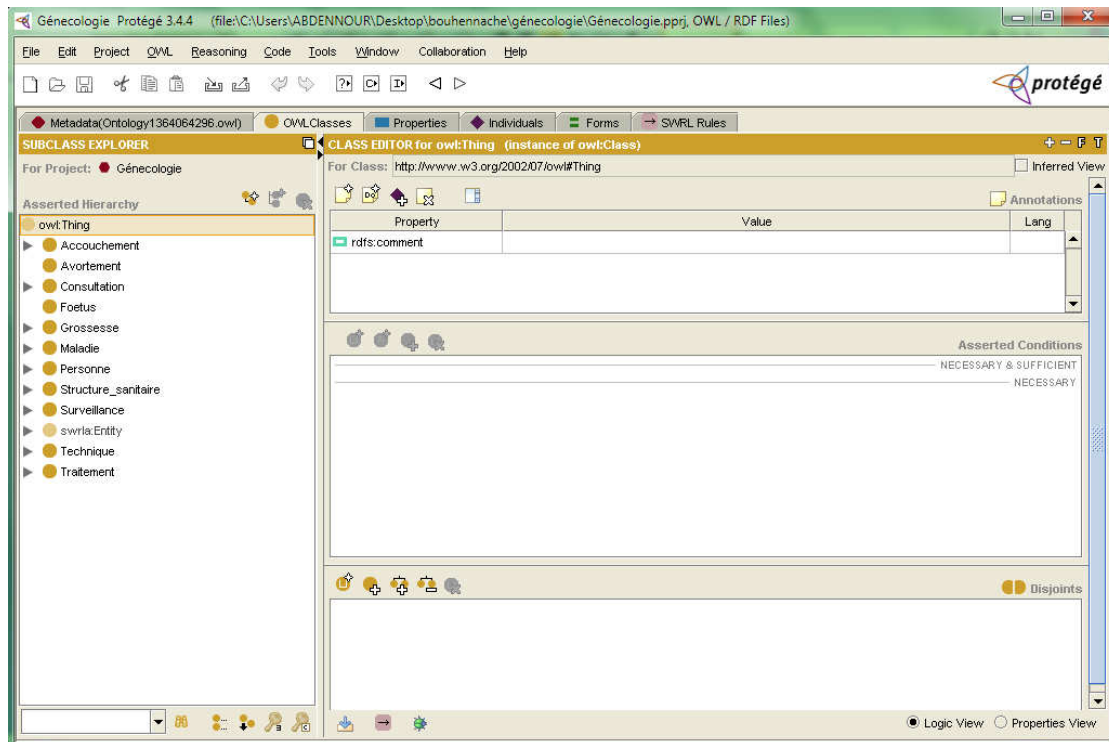 Génecologie Protégé 3.4.4 (file:\C:\Users\ABDENNOUR\Desktop\bouhennache\génecologie\Génecologie.pprj, OWL / RDF Files)
File Edit Project OWL Reasoning Code Tools Window Collaboration Help
protégé
Metadata(Ontology1364064296.owl) OWLClasses Properties Individuals Forms SWRL Rules
SUBCLASS EXPLORER
For Project: Génecologie
Asserted Hierarchy
owl:Thing
Accouchement
Avortement
Consultation
Foetus
Grossesse
Maladie
Personne
Structure_sanitaire
Surveillance
swrla:Entity
Technique
Traitement
CLASS EDITOR for owl:Thing (instance of owl:Class) F T
For Class: http://www.w3.org/2002/07/owl#Thing Inferred View
Annotations
Property Value Lang
rdfs:comment
Asserted Conditions
NECESSARY & SUFFICIENT
NECESSARY
Disjoints
Logic View Properties View